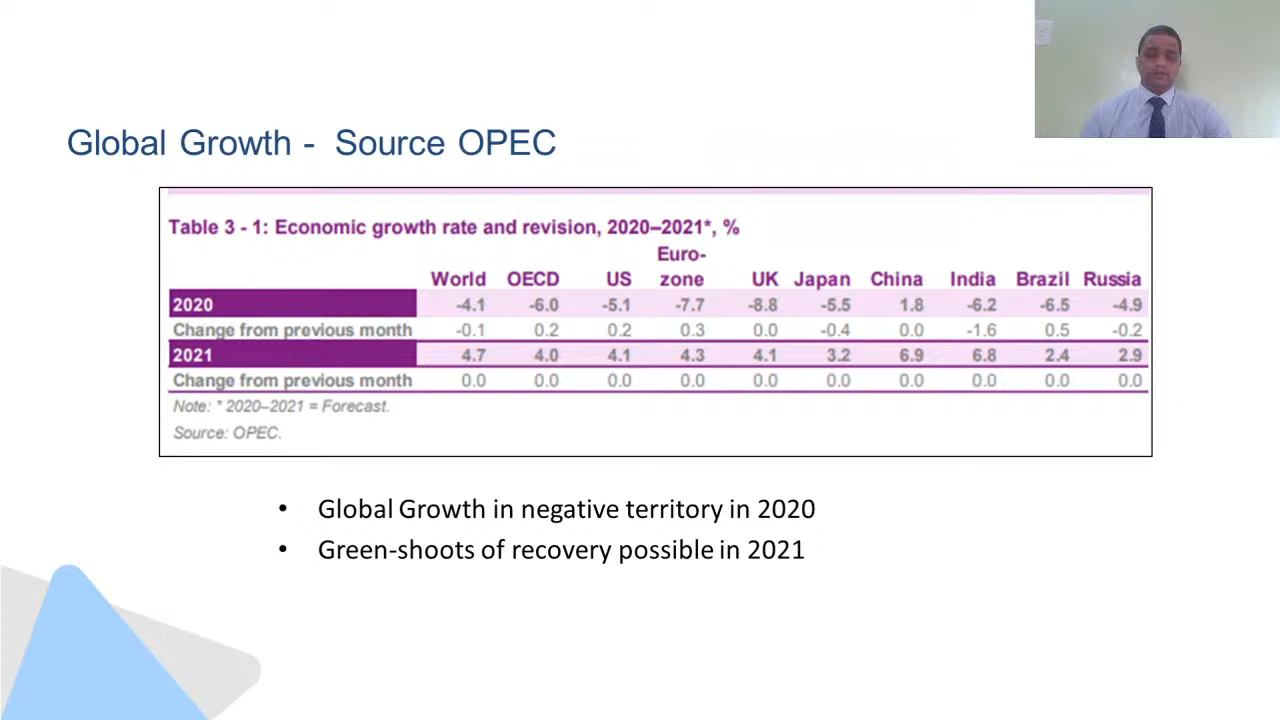 Global Growth - Source OPEC
Table 3 - 1: Economic growth rate and revision, 2020–2021*, %
Euro-
World OECD US zone UK Japan China India Brazil Russia
2020 -4.1 -6.0 -5.1 -7.7 -8.8 -5.5 1.8 -6.2 -6.5 -4.9
Change from previous month -0.1 0.2 0.2 0.3 0.0 -0.4 0.0 -1.6 0.5 -0.2
2021 4.7 4.0 4.1 4.3 4.1 3.2 6.9 6.8 2.4 2.9
Change from previous month 0.0 0.0 0.0 0.0 0.0 0.0 0.0 0.0 0.0 0.0
Note: * 2020–2021 = Forecast.
Source: OPEC.
• Global Growth in negative territory in 2020
• Green-shoots of recovery possible in 2021